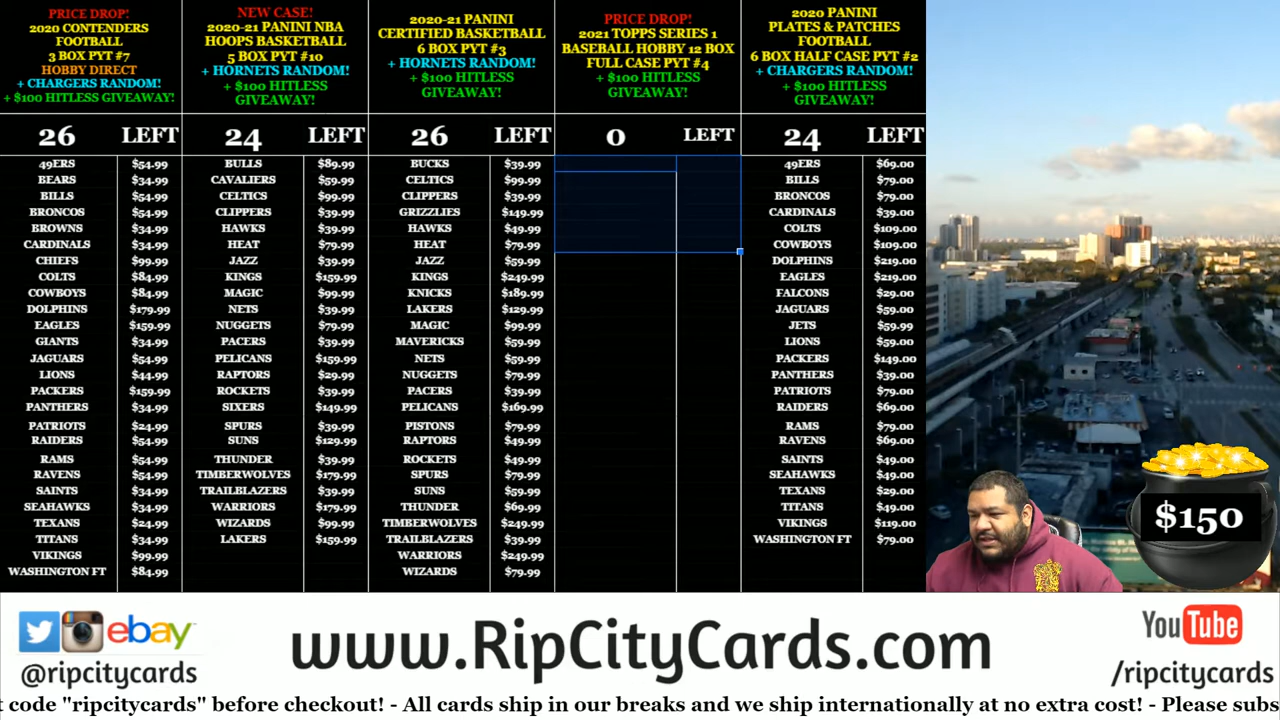 PRICE DROP!
2020 CONTENDERS
FOOTBALL
3 BOX PYT #7
HOBBY DIRECT
+ CHARGERS RANDOM!
+ $100 HITLESS GIVEAWAY!
26 LEFT
49ERS $54.99
BEARS $34.99
BILLS $54.99
BRONCOS $54.99
BROWNS $34.99
CARDINALS $34.99
CHIEFS $99.99
COLTS $84.99
COWBOYS $84.99
DOLPHINS $179.99
EAGLES $159.99
GIANTS $34.99
JAGUARS $54.99
LIONS $44.99
PACKERS $159.99
PANTHERS $34.99
PATRIOTS $24.99
RAIDERS $54.99
RAMS $54.99
RAVENS $54.99
SAINTS $34.99
SEAHAWKS $34.99
TEXANS $24.99
TITANS $34.99
VIKINGS $99.99
WASHINGTON FT $84.99
NEW CASE!
2020-21 PANINI NBA
HOOPS BASKETBALL
5 BOX PYT #10
+ HORNETS RANDOM!
+ $100 HITLESS
GIVEAWAY!
24 LEFT
BULLS $89.99
CAVALIERS $59.99
CELTICS $99.99
CLIPPERS $39.99
HAWKS $39.99
HEAT $79.99
JAZZ $39.99
KINGS $159.99
MAGIC $99.99
NETS $39.99
NUGGETS $79.99
PACERS $39.99
PELICANS $159.99
RAPTORS $29.99
ROCKETS $39.99
SIXERS $149.99
SPURS $39.99
SUNS $129.99
THUNDER $39.99
TIMBERWOLVES $179.99
TRAILBLAZERS $39.99
WARRIORS $179.99
WIZARDS $99.99
LAKERS $159.99
2020-21 PANINI
CERTIFIED BASKETBALL
6 BOX PYT #3
+ HORNETS RANDOM!
+ $100 HITLESS
GIVEAWAY!
26 LEFT
BUCKS $39.99
CELTICS $99.99
CLIPPERS $39.99
GRIZZLIES $149.99
HAWKS $49.99
HEAT $79.99
JAZZ $59.99
KINGS $249.99
KNICKS $189.99
LAKERS $129.99
MAGIC $99.99
MAVERICKS $59.99
NETS $59.99
NUGGETS $79.99
PACERS $39.99
PELICANS $169.99
PISTONS $79.99
RAPTORS $49.99
ROCKETS $49.99
SPURS $79.99
SUNS $59.99
THUNDER $69.99
TIMBERWOLVES $249.99
TRAILBLAZERS $39.99
WARRIORS $249.99
WIZARDS $79.99
PRICE DROP!
2021 TOPPS SERIES 1
BASEBALL HOBBY 12 BOX
FULL CASE PYT #4
+ $100 HITLESS
GIVEAWAY!
0 LEFT
2020 PANINI
PLATES & PATCHES
FOOTBALL
6 BOX HALF CASE PYT #2
+ CHARGERS RANDOM!
+ $100 HITLESS
GIVEAWAY!
24 LEFT
49ERS $69.00
BILLS $79.00
BRONCOS $79.00
CARDINALS $39.00
COLTS $109.00
COWBOYS $109.00
DOLPHINS $219.00
EAGLES $219.00
FALCONS $29.00
JAGUARS $59.00
JETS $59.99
LIONS $59.00
PACKERS $149.00
PANTHERS $39.00
PATRIOTS $79.00
RAIDERS $69.00
RAMS $79.00
RAVENS $69.00
SAINTS $49.00
SEAHAWKS $49.00
TEXANS $29.00
TITANS $49.00
VIKINGS $119.00
WASHINGTON FT $79.00
$150
ebay
@ripcitycards
www.RipCityCards.com
YouTube
/ripcitycards
t code "ripcitycards" before checkout! - All cards ship in our breaks and we ship internationally at no extra cost! - Please subs